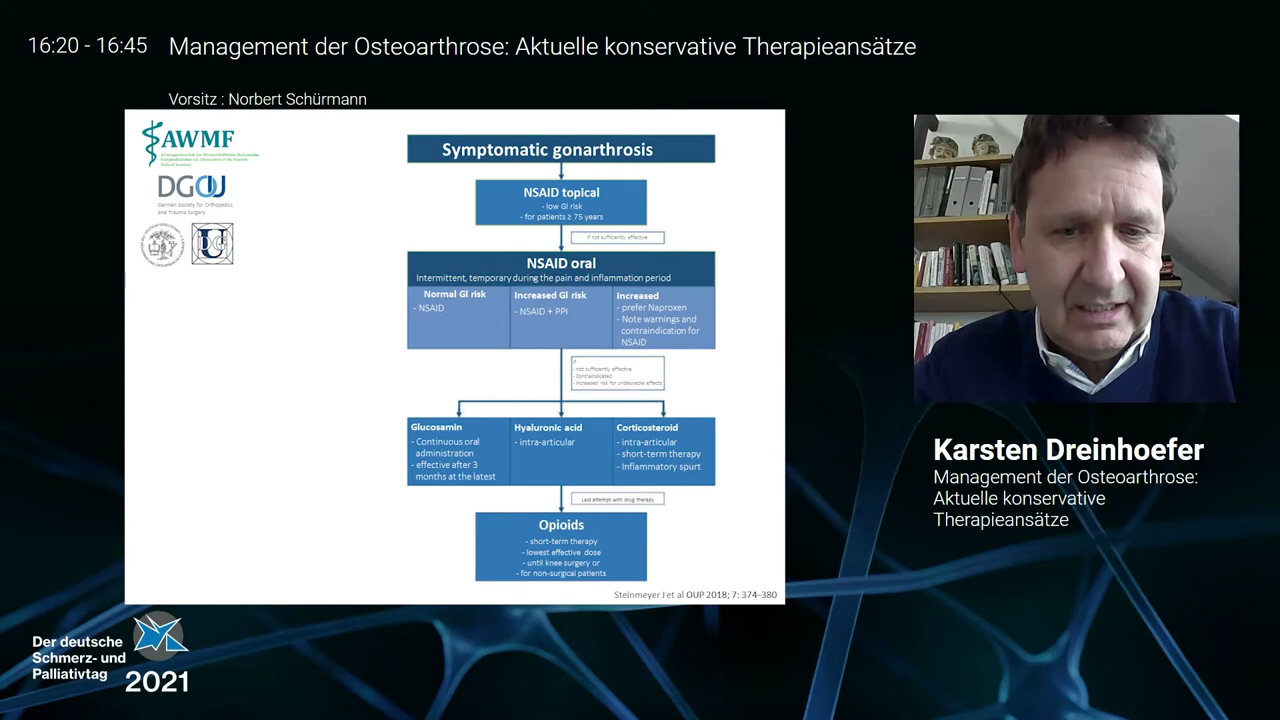 16:20 - 16:45 Management der Osteoarthrose: Aktuelle konservative Therapieansätze
Vorsitz : Norbert Schürmann
AWMF
DGOU
German Society for Orthopedics
and Trauma Surgery
Symptomatic gonarthrosis
NSAID topical
- low GI risk
- for patients ≥ 75 years
If not sufficiently effective
NSAID oral
Intermittent, temporary during the pain and inflammation period
Normal GI risk
- NSAID
Increased GI risk
- NSAID + PPI
Increased
- prefer Naproxen
- Note warnings and
contraindication for
NSAID
If
- not sufficiently effective
- Contraindicated
- Increased risk for undesirable effects
Glucosamin
- Continuous oral
administration
- effective after 3
months at the latest
Hyaluronic acid
- intra-articular
Corticosteroid
- intra-articular
- short-term therapy
- Inflammatory spurt
Last attempt with drug therapy
Opioids
- short-term therapy
- lowest effective dose
- until knee surgery or
- for non-surgical patients
Steinmeyer J et al OUP 2018; 7: 374–380
Karsten Dreinhoefer
Management der Osteoarthrose:
Aktuelle konservative
Therapieansätze
Der deutsche
Schmerz- und
Palliativtag
2021